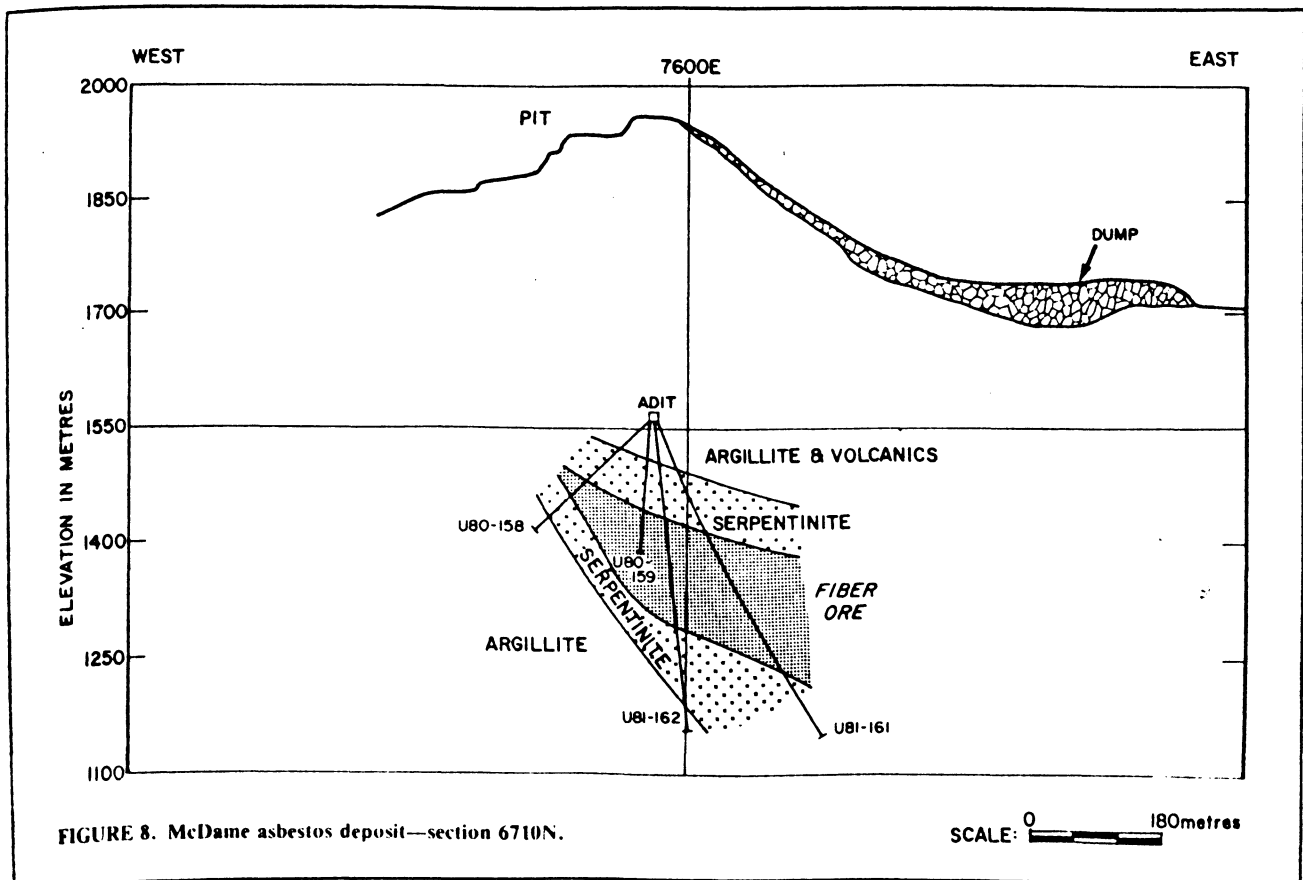 WEST
7600E
EAST
2000
PIT
1850
DUMP
1700
ELEVATION IN METRES
ADIT
1550
ARGILLITE & VOLCANICS
SERPENTINITE
U80-158
1400
U80-
159
SERPENTINITE
FIBER
ORE
ARGILLITE
1250
U81-162
U81-161
1100
FIGURE 8. McDame asbestos deposit—section 6710N.
SCALE: 0 180metres